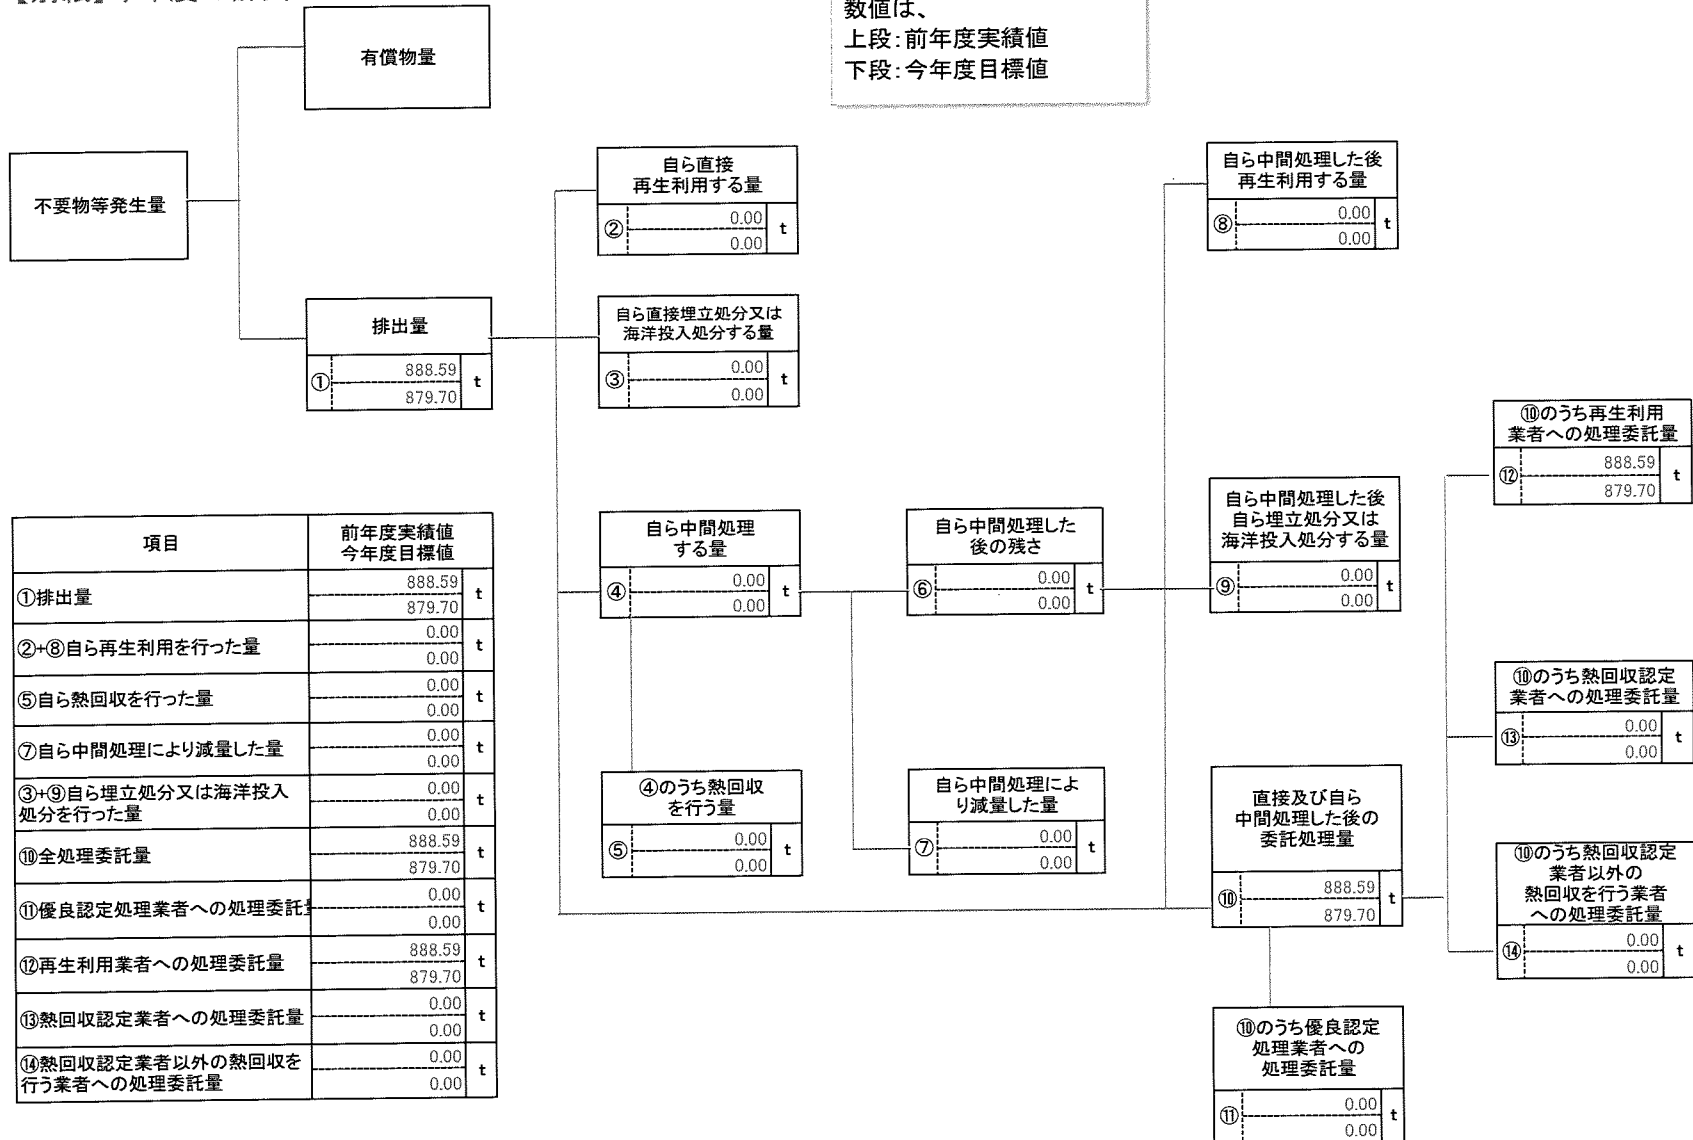 数値は、
上段:前年度実績値
下段:今年度目標値
有償物量
不要物等発生量
排出量
①
888.59
879.70
t
自ら直接
再生利用する量
②
0.00
0.00
t
自ら直接埋立処分又は
海洋投入処分する量
③
0.00
0.00
t
自ら中間処理
する量
④
0.00
0.00
t
④のうち熱回収
を行う量
⑤
0.00
0.00
t
自ら中間処理した
後の残さ
⑥
0.00
0.00
t
自ら中間処理によ
り減量した量
⑦
0.00
0.00
t
自ら中間処理した後
再生利用する量
⑧
0.00
0.00
t
自ら中間処理した後
自ら埋立処分又は
海洋投入処分する量
⑨
0.00
0.00
t
直接及び自ら
中間処理した後の
委託処理量
⑩
888.59
879.70
t
⑩のうち優良認定
処理業者への
処理委託量
⑪
0.00
0.00
t
⑩のうち再生利用
業者への処理委託量
⑫
888.59
879.70
t
⑩のうち熱回収認定
業者への処理委託量
⑬
0.00
0.00
t
⑩のうち熱回収認定
業者以外の
熱回収を行う業者
への処理委託量
⑭
0.00
0.00
t
項目
前年度実績値
今年度目標値
①排出量
888.59
879.70
t
②+⑧自ら再生利用を行った量
0.00
0.00
t
⑤自ら熱回収を行った量
0.00
0.00
t
⑦自ら中間処理により減量した量
0.00
0.00
t
③+⑨自ら埋立処分又は海洋投入
処分を行った量
0.00
0.00
t
⑩全処理委託量
888.59
879.70
t
⑪優良認定処理業者への処理委託
0.00
0.00
t
⑫再生利用業者への処理委託量
888.59
879.70
t
⑬熱回収認定業者への処理委託量
0.00
0.00
t
⑭熱回収認定業者以外の熱回収を
行う業者への処理委託量
0.00
0.00
t